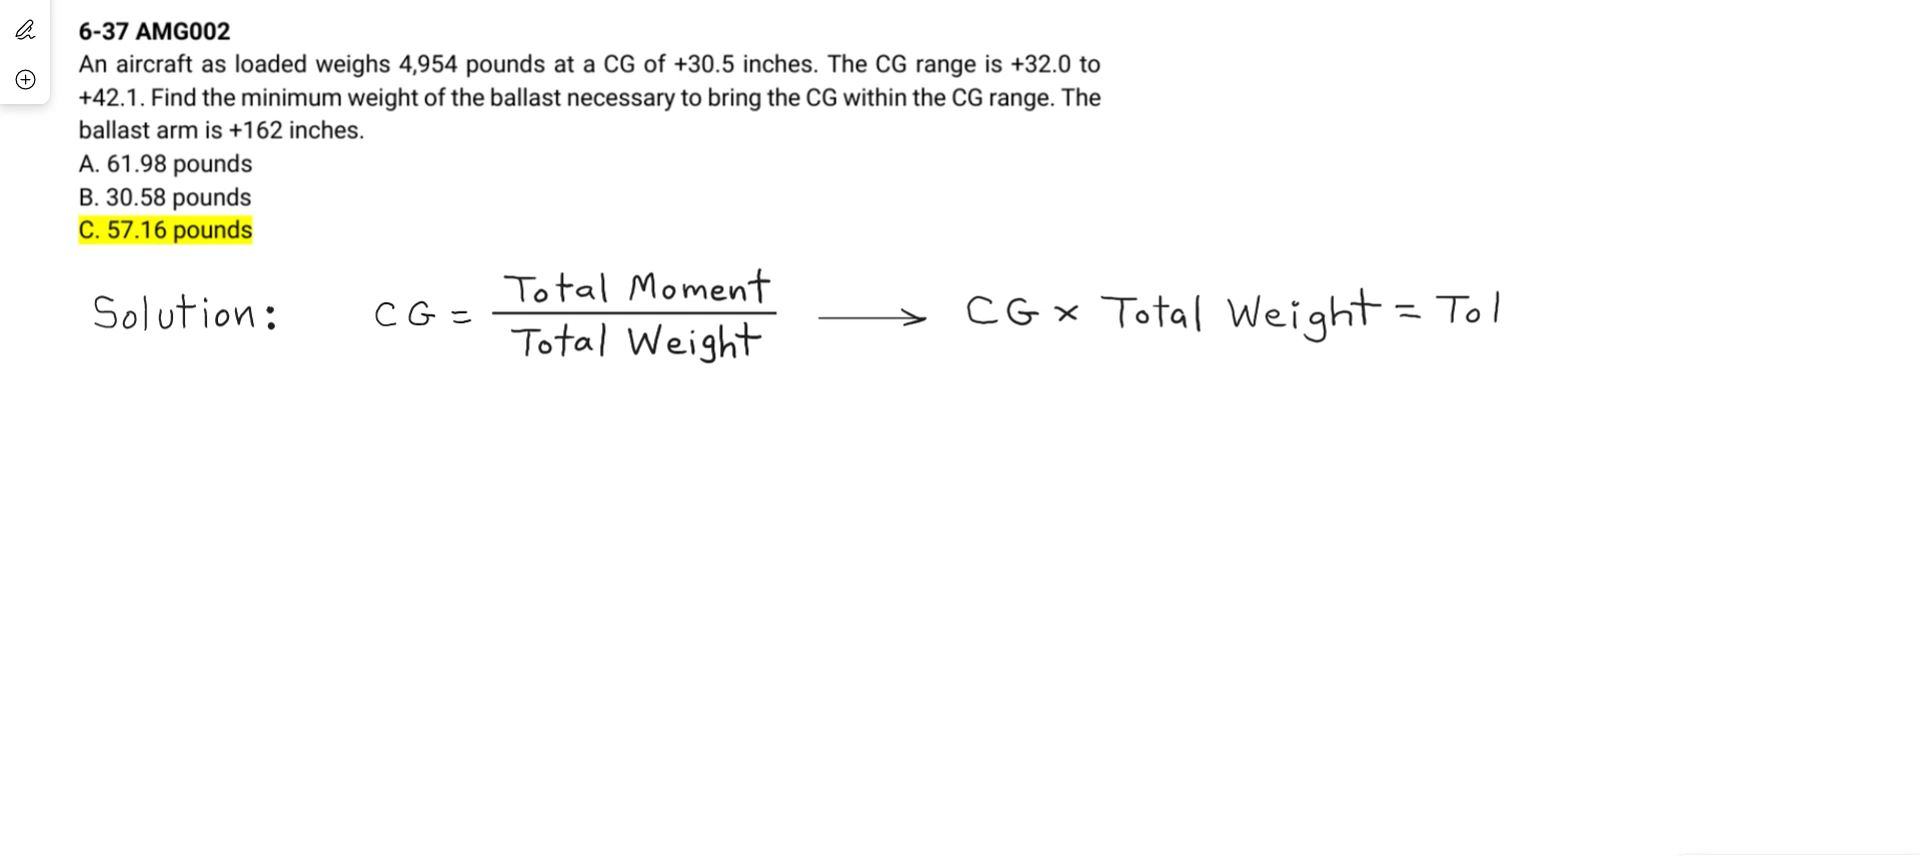 6-37 AMG002
An aircraft as loaded weighs 4,954 pounds at a CG of +30.5 inches. The CG range is +32.0 to
+42.1. Find the minimum weight of the ballast necessary to bring the CG within the CG range. The
ballast arm is +162 inches.
A. 61.98 pounds
B. 30.58 pounds
C. 57.16 pounds
Solution: CG = Total Moment / Total Weight → CG × Total Weight = Tol